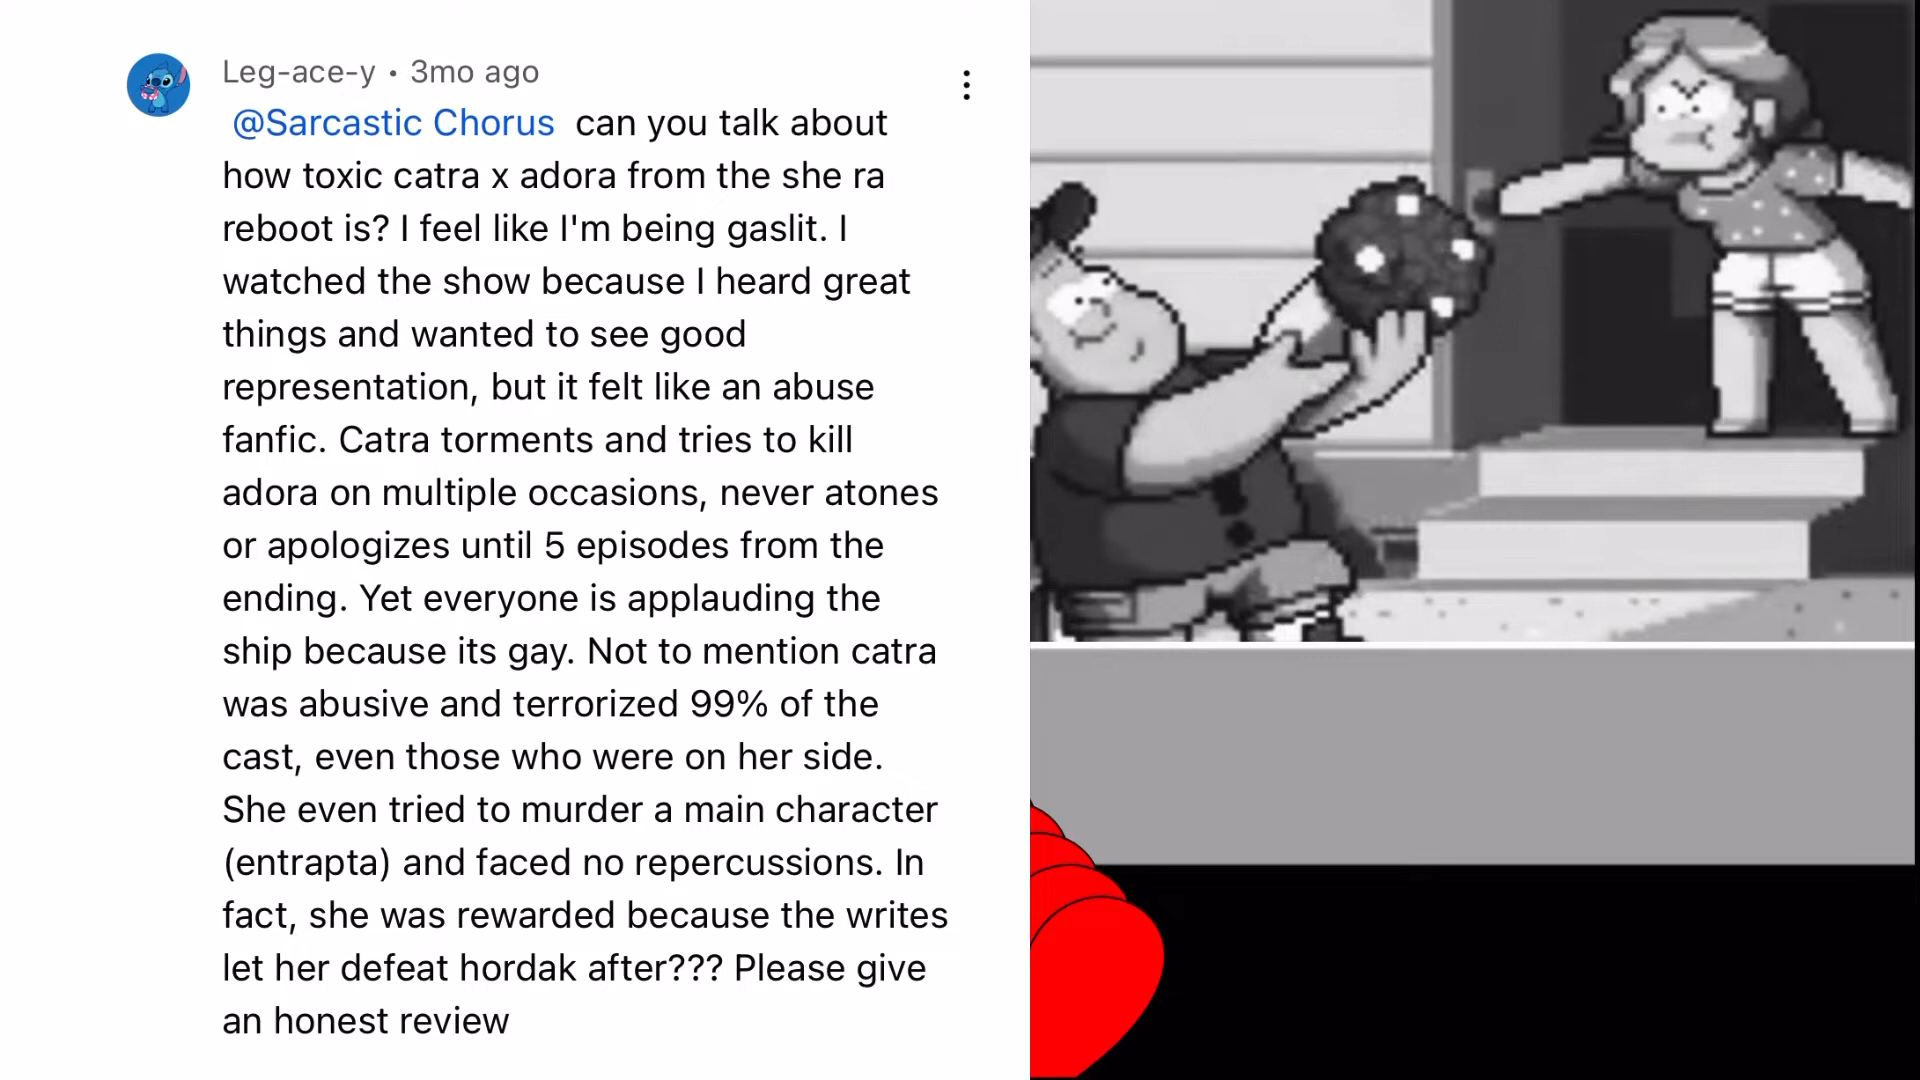 Leg-ace-y • 3mo ago
@Sarcastic Chorus can you talk about
how toxic catra x adora from the she ra
reboot is? I feel like I'm being gaslit. I
watched the show because I heard great
things and wanted to see good
representation, but it felt like an abuse
fanfic. Catra torments and tries to kill
adora on multiple occasions, never atones
or apologizes until 5 episodes from the
ending. Yet everyone is applauding the
ship because its gay. Not to mention catra
was abusive and terrorized 99% of the
cast, even those who were on her side.
She even tried to murder a main character
(entrapta) and faced no repercussions. In
fact, she was rewarded because the writes
let her defeat hordak after??? Please give
an honest review